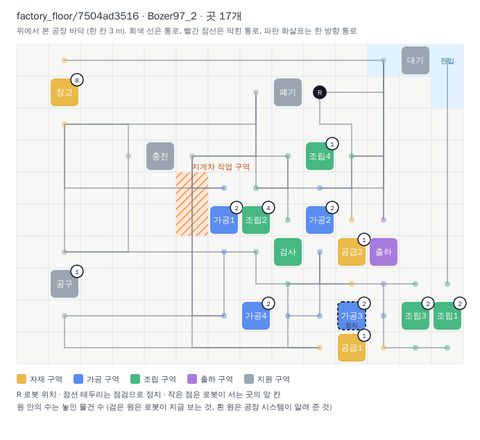 factory_floor/7504ad3516 · Bozer97_2 · 곳 17개
위에서 본 공장 바닥 (한 칸 3 m). 회색 선은 통로, 빨간 점선은 막힌 통로, 파란 화살표는 한 방향 통로
대기
창고 8
폐기
R
충전
조립4 1
지게차 작업 구역
가공1 2
조립2 4
가공2 2
검사
공급2 1
출하
공구 1
가공4 2
가공3 2
정지
조립3 2
조립1 2
공급1 1
자재 구역
가공 구역
조립 구역
출하 구역
지원 구역
R 로봇 위치 · 점선 테두리는 점검으로 정지 · 작은 점은 로봇이 서는 곳의 앞 칸
원 안의 수는 놓인 물건 수 (검은 원은 로봇이 지금 보는 것, 흰 원은 공장 시스템이 알려 준 것)